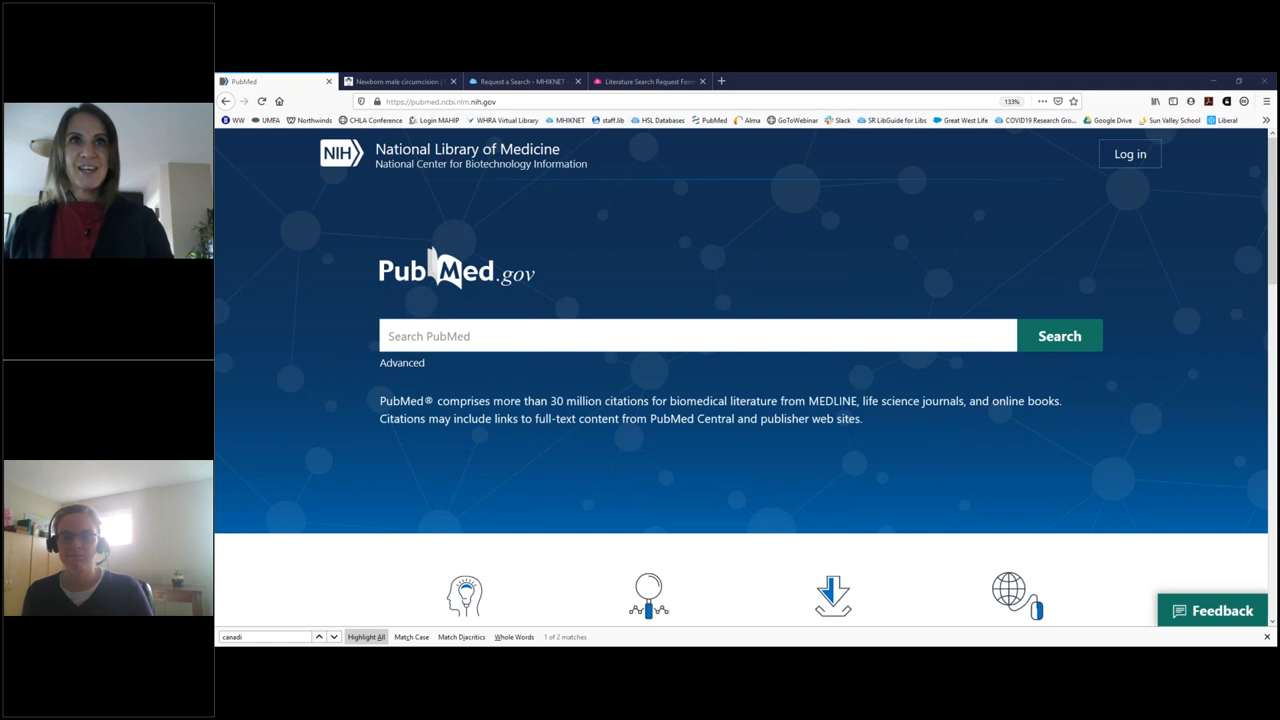 PubMed
Newborn male circumcision |
Request a Search - MHIKNET -
Literature Search Request Form
https://pubmed.ncbi.nlm.nih.gov
133%
WW
UMFA
Northwinds
CHLA Conference
Login MAHIP
WHRA Virtual Library
MHIKNET
staff.lib
HSL Databases
PubMed
Alma
GoToWebinar
Slack
SR LibGuide for Libs
Great West Life
COVID19 Research Gro...
Google Drive
Sun Valley School
Liberal
NIH
National Library of Medicine
National Center for Biotechnology Information
Log in
PubMed.gov
Search PubMed
Search
Advanced
PubMed® comprises more than 30 million citations for biomedical literature from MEDLINE, life science journals, and online books.
Citations may include links to full-text content from PubMed Central and publisher web sites.
Feedback
canadi
Highlight All
Match Case
Match Diacritics
Whole Words
1 of 2 matches